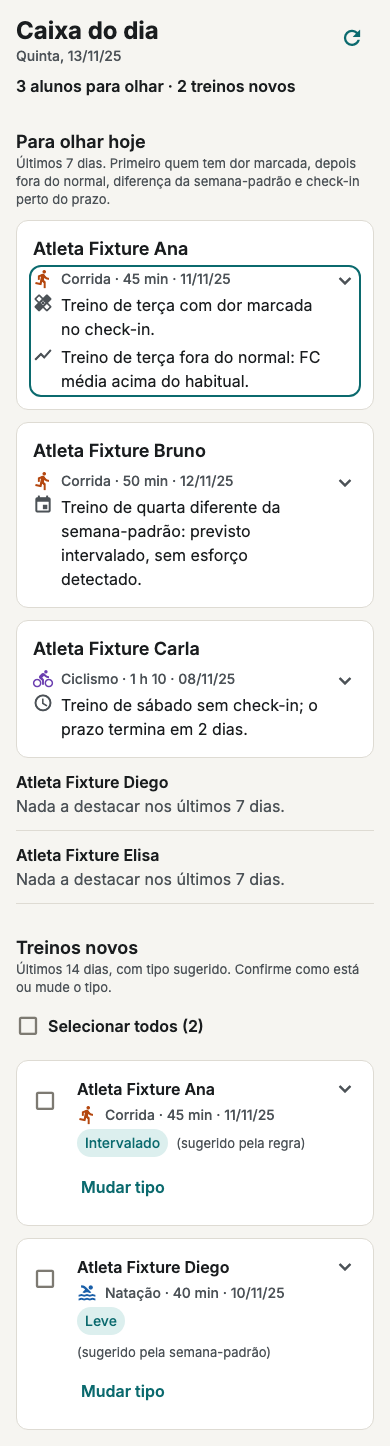 Caixa do dia
Quinta, 13/11/25
3 alunos para olhar · 2 treinos novos
Para olhar hoje
Últimos 7 dias. Primeiro quem tem dor marcada, depois
fora do normal, diferença da semana-padrão e check-in
perto do prazo.
Atleta Fixture Ana
Corrida · 45 min · 11/11/25
Treino de terça com dor marcada
no check-in.
Treino de terça fora do normal: FC
média acima do habitual.
Atleta Fixture Bruno
Corrida · 50 min · 12/11/25
Treino de quarta diferente da
semana-padrão: previsto
intervalado, sem esforço
detectado.
Atleta Fixture Carla
Ciclismo · 1 h 10 · 08/11/25
Treino de sábado sem check-in; o
prazo termina em 2 dias.
Atleta Fixture Diego
Nada a destacar nos últimos 7 dias.
Atleta Fixture Elisa
Nada a destacar nos últimos 7 dias.
Treinos novos
Últimos 14 dias, com tipo sugerido. Confirme como está
ou mude o tipo.
Selecionar todos (2)
Atleta Fixture Ana
Corrida · 45 min · 11/11/25
Intervalado (sugerido pela regra)
Mudar tipo
Atleta Fixture Diego
Natação · 40 min · 10/11/25
Leve
(sugerido pela semana-padrão)
Mudar tipo